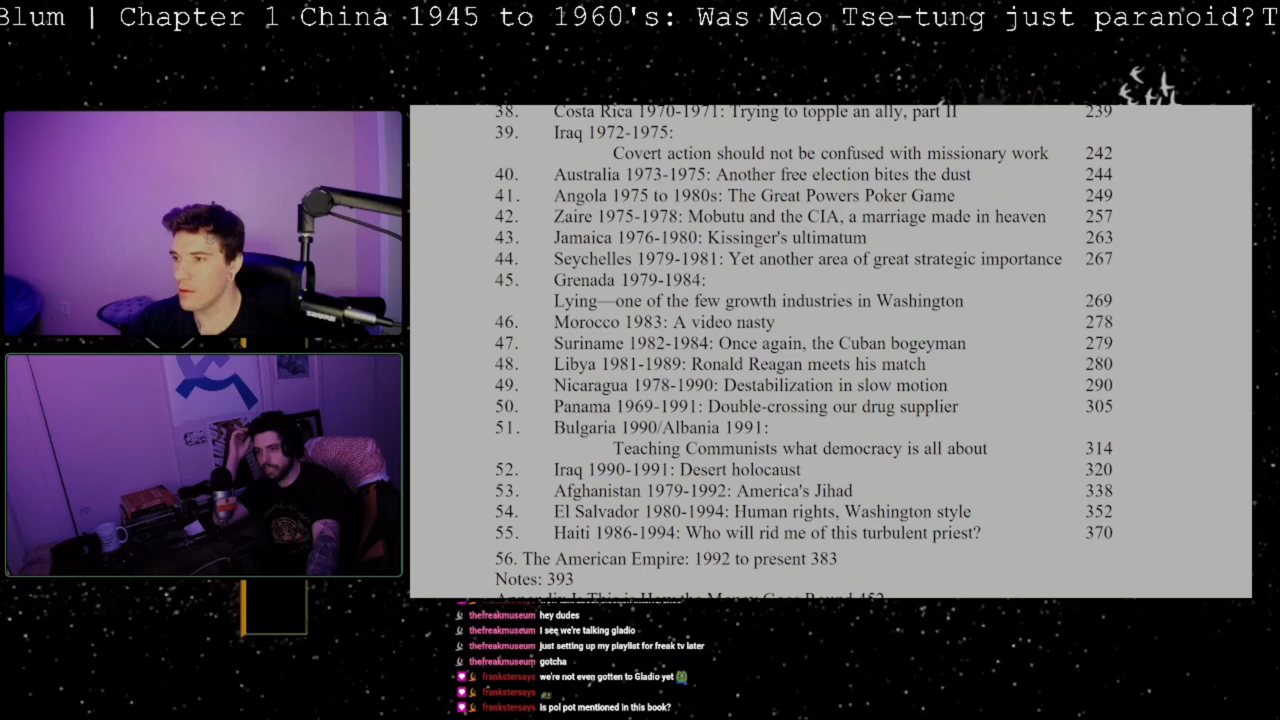 Blum | Chapter 1 China 1945 to 1960's: Was Mao Tse-tung just paranoid?T
38. Costa Rica 1970-1971: Trying to topple an ally, part II 239
39. Iraq 1972-1975:
Covert action should not be confused with missionary work 242
40. Australia 1973-1975: Another free election bites the dust 244
41. Angola 1975 to 1980s: The Great Powers Poker Game 249
42. Zaire 1975-1978: Mobutu and the CIA, a marriage made in heaven 257
43. Jamaica 1976-1980: Kissinger's ultimatum 263
44. Seychelles 1979-1981: Yet another area of great strategic importance 267
45. Grenada 1979-1984:
Lying—one of the few growth industries in Washington 269
46. Morocco 1983: A video nasty 278
47. Suriname 1982-1984: Once again, the Cuban bogeyman 279
48. Libya 1981-1989: Ronald Reagan meets his match 280
49. Nicaragua 1978-1990: Destabilization in slow motion 290
50. Panama 1969-1991: Double-crossing our drug supplier 305
51. Bulgaria 1990/Albania 1991:
Teaching Communists what democracy is all about 314
52. Iraq 1990-1991: Desert holocaust 320
53. Afghanistan 1979-1992: America's Jihad 338
54. El Salvador 1980-1994: Human rights, Washington style 352
55. Haiti 1986-1994: Who will rid me of this turbulent priest? 370
56. The American Empire: 1992 to present 383
Notes: 393
Appendix I: This is How the Money Goes Round 452
thefreakmuseum hey dudes
thefreakmuseum I see we're talking gladio
thefreakmuseum just setting up my playlist for freak tv later
thefreakmuseum gotcha
frankstersays we're not even gotten to Gladio yet
frankstersays
frankstersays is pol pot mentioned in this book?
SHURE